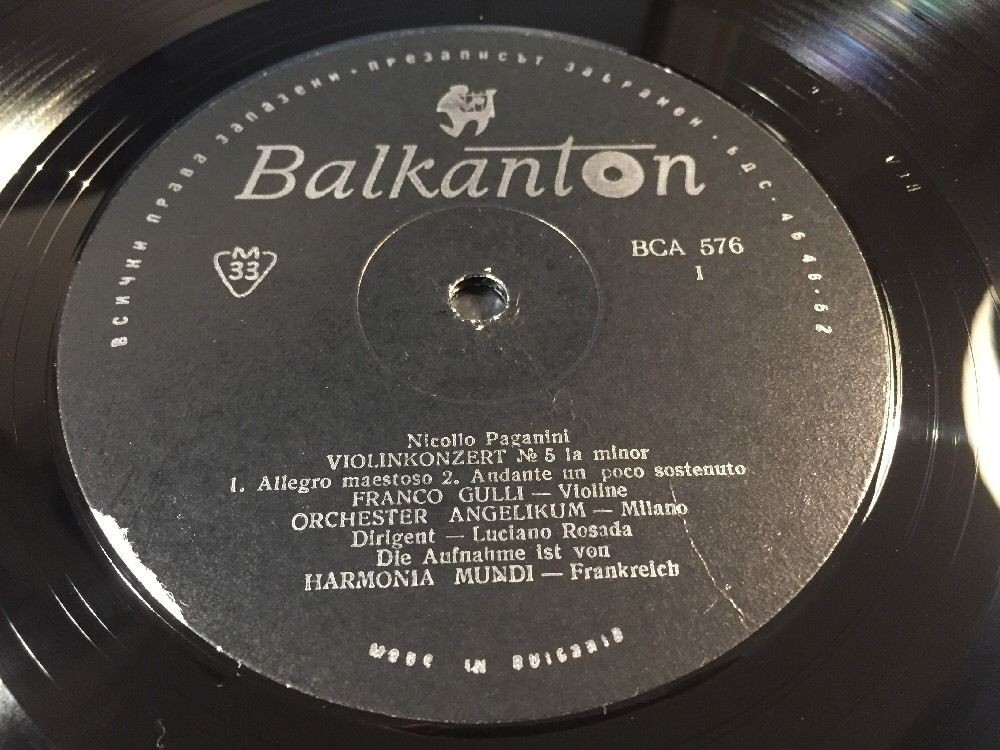 ВСИЧКИ ПРАВА ЗАПАЗЕНИ · ПРЕЗАПИСЪТ ЗАБРАНЕН · БДС · 4648-62
Balkanton
M
33
BCA 576
I
Nicollo Paganini
VIOLINKONZERT № 5 la minor
1. Allegro maestoso 2. Andante un poco sostenuto
FRANCO GULLI — Violine
ORCHESTER ANGELIKUM — Milano
Dirigent — Luciano Rosada
Die Aufnahme ist von
HARMONIA MUNDI — Frankreich
MADE IN BULGARIA